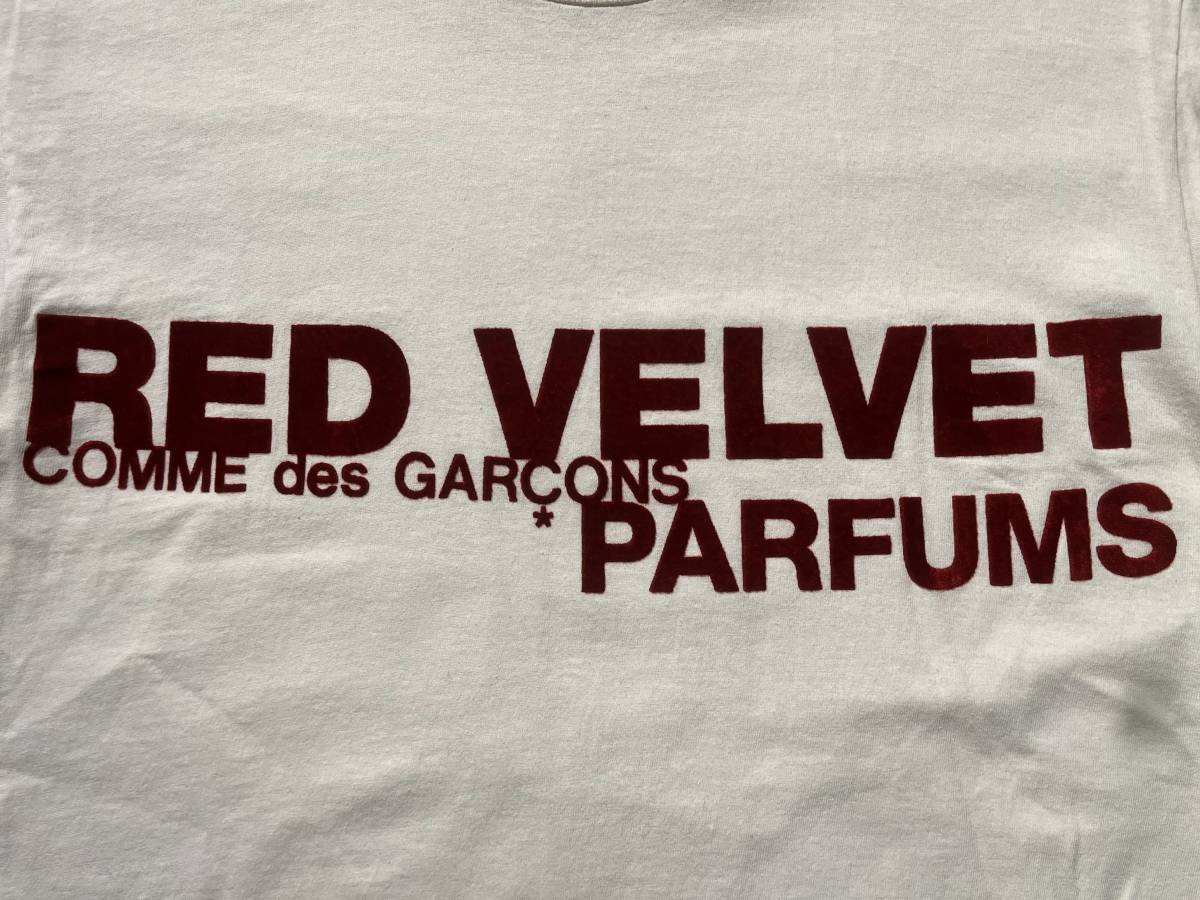 RED VELVET
COMME des GARÇONS
* PARFUMS